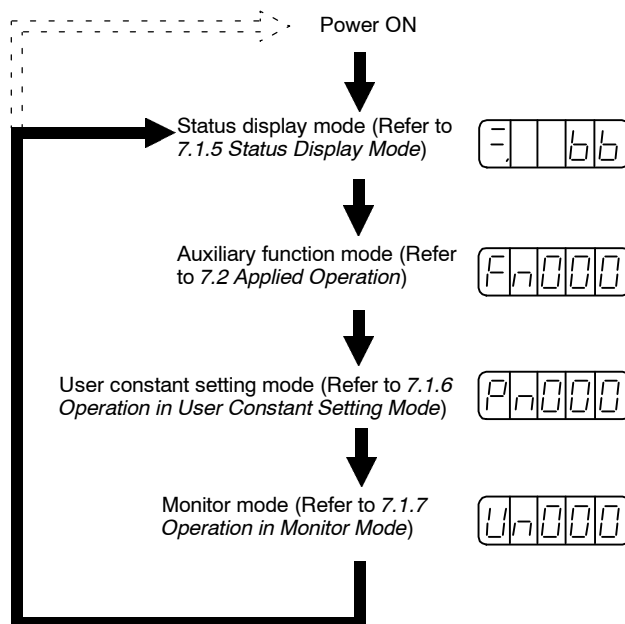 Power ON
Status display mode (Refer to
7.1.5 Status Display Mode)
bb
Auxiliary function mode (Refer
to 7.2 Applied Operation)
Fn000
User constant setting mode (Refer to 7.1.6
Operation in User Constant Setting Mode)
Pn000
Monitor mode (Refer to 7.1.7
Operation in Monitor Mode)
Un000